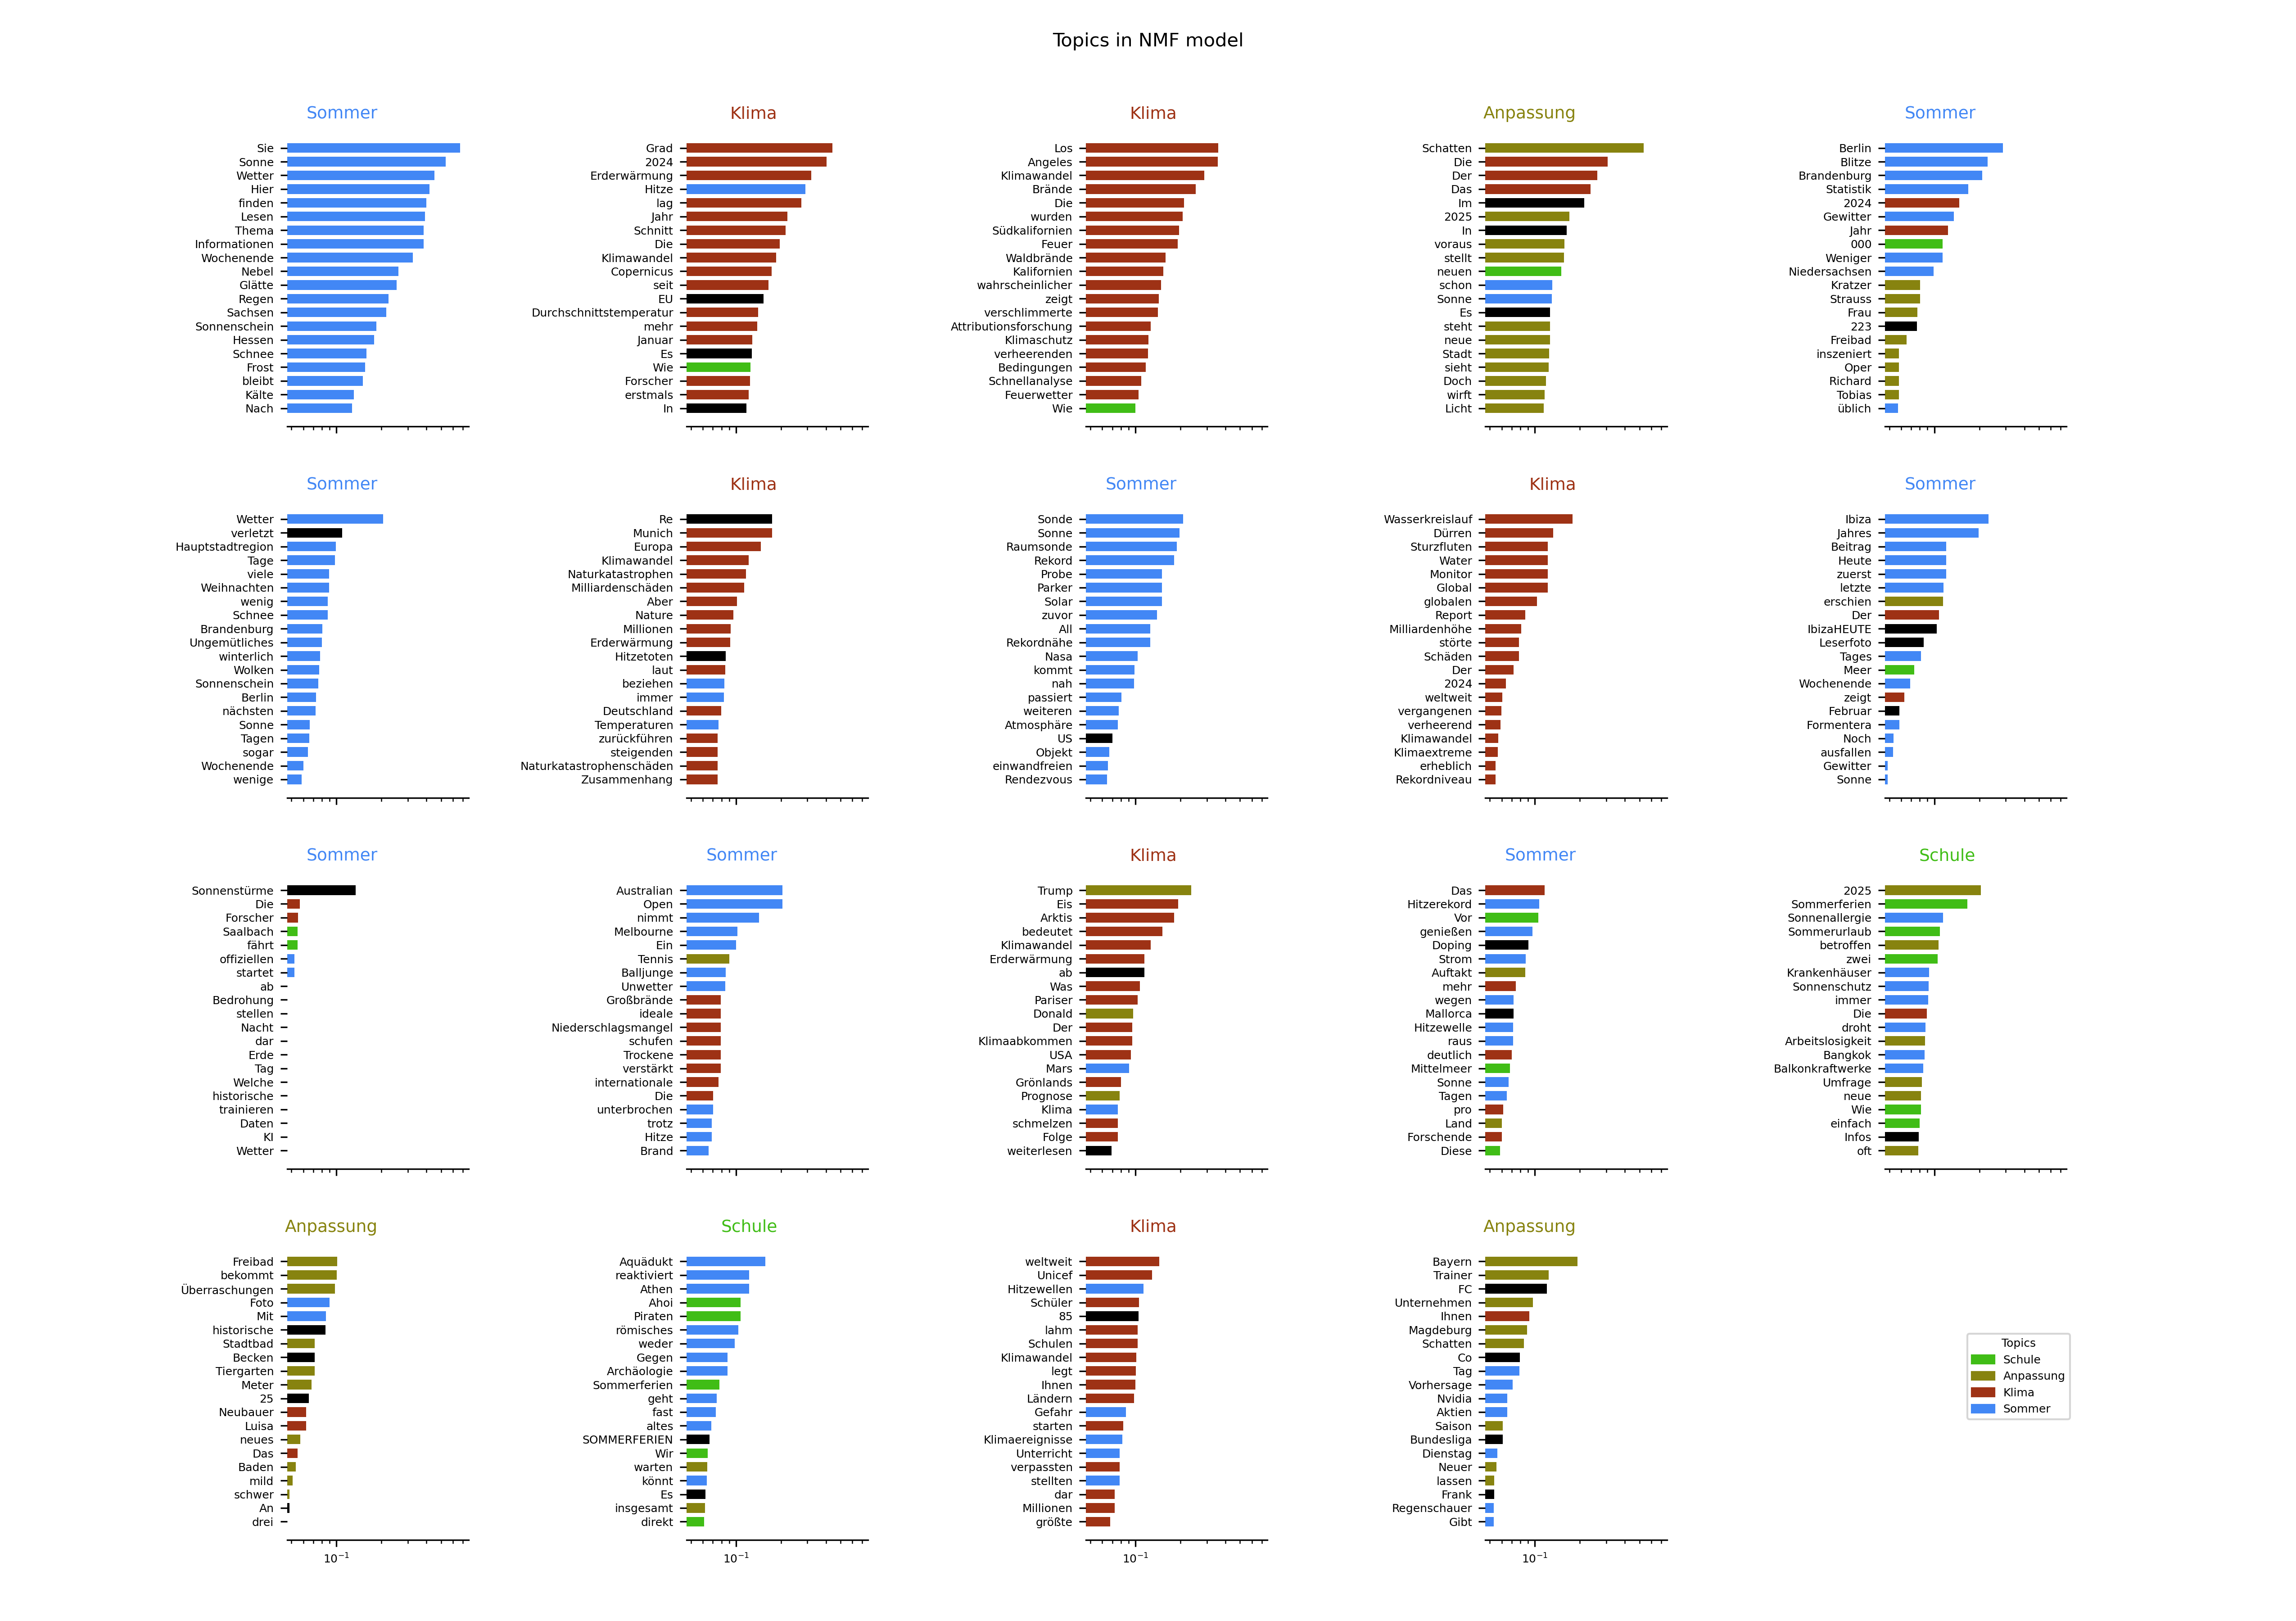 Topics in NMF model
Sommer
Sie
Sonne
Wetter
Hier
finden
Lesen
Thema
Informationen
Wochenende
Nebel
Glätte
Regen
Sachsen
Sonnenschein
Hessen
Schnee
Frost
bleibt
Kälte
Nach
Klima
Grad
2024
Erderwärmung
Hitze
lag
Jahr
Schnitt
Die
Klimawandel
Copernicus
seit
EU
Durchschnittstemperatur
mehr
Januar
Es
Wie
Forscher
erstmals
In
Klima
Los
Angeles
Klimawandel
Brände
Die
wurden
Südkalifornien
Feuer
Waldbrände
Kalifornien
wahrscheinlicher
zeigt
verschlimmerte
Attributionsforschung
Klimaschutz
verheerenden
Bedingungen
Schnellanalyse
Feuerwetter
Wie
Anpassung
Schatten
Die
Der
Das
Im
2025
In
voraus
stellt
neuen
schon
Sonne
Es
steht
neue
Stadt
sieht
Doch
wirft
Licht
Sommer
Berlin
Blitze
Brandenburg
Statistik
2024
Gewitter
Jahr
000
Weniger
Niedersachsen
Kratzer
Strauss
Frau
223
Freibad
inszeniert
Oper
Richard
Tobias
üblich
Sommer
Wetter
verletzt
Hauptstadtregion
Tage
viele
Weihnachten
wenig
Schnee
Brandenburg
Ungemütliches
winterlich
Wolken
Sonnenschein
Berlin
nächsten
Sonne
Tagen
sogar
Wochenende
wenige
Klima
Re
Munich
Europa
Klimawandel
Naturkatastrophen
Milliardenschäden
Aber
Nature
Millionen
Erderwärmung
Hitzetoten
laut
beziehen
immer
Deutschland
Temperaturen
zurückführen
steigenden
Naturkatastrophenschäden
Zusammenhang
Sommer
Sonde
Sonne
Raumsonde
Rekord
Probe
Parker
Solar
zuvor
All
Rekordnähe
Nasa
kommt
nah
passiert
weiteren
Atmosphäre
US
Objekt
einwandfreien
Rendezvous
Klima
Wasserkreislauf
Dürren
Sturzfluten
Water
Monitor
Global
globalen
Report
Milliardenhöhe
störte
Schäden
Der
2024
weltweit
vergangenen
verheerend
Klimawandel
Klimaextreme
erheblich
Rekordniveau
Sommer
Ibiza
Jahres
Beitrag
Heute
zuerst
letzte
erschien
Der
IbizaHEUTE
Leserfoto
Tages
Meer
Wochenende
zeigt
Februar
Formentera
Noch
ausfallen
Gewitter
Sonne
Sommer
Sonnenstürme
Die
Forscher
Saalbach
fährt
offiziellen
startet
ab
Bedrohung
stellen
Nacht
dar
Erde
Tag
Welche
historische
trainieren
Daten
KI
Wetter
Sommer
Australian
Open
nimmt
Melbourne
Ein
Tennis
Balljunge
Unwetter
Großbrände
ideale
Niederschlagsmangel
schufen
Trockene
verstärkt
internationale
Die
unterbrochen
trotz
Hitze
Brand
Klima
Trump
Eis
Arktis
bedeutet
Klimawandel
Erderwärmung
ab
Was
Pariser
Donald
Der
Klimaabkommen
USA
Mars
Grönlands
Prognose
Klima
schmelzen
Folge
weiterlesen
Sommer
Das
Hitzerekord
Vor
genießen
Doping
Strom
Auftakt
mehr
wegen
Mallorca
Hitzewelle
raus
deutlich
Mittelmeer
Sonne
Tagen
pro
Land
Forschende
Diese
Schule
2025
Sommerferien
Sonnenallergie
Sommerurlaub
betroffen
zwei
Krankenhäuser
Sonnenschutz
immer
Die
droht
Arbeitslosigkeit
Bangkok
Balkonkraftwerke
Umfrage
neue
Wie
einfach
Infos
oft
Anpassung
Freibad
bekommt
Überraschungen
Foto
Mit
historische
Stadtbad
Becken
Tiergarten
Meter
25
Neubauer
Luisa
neues
Das
Baden
mild
schwer
An
drei
10⁻¹
Schule
Aquädukt
reaktiviert
Athen
Ahoi
Piraten
römisches
weder
Gegen
Archäologie
Sommerferien
geht
fast
altes
SOMMERFERIEN
Wir
warten
könnt
Es
insgesamt
direkt
10⁻¹
Klima
weltweit
Unicef
Hitzewellen
Schüler
85
lahm
Schulen
Klimawandel
legt
Ihnen
Ländern
Gefahr
starten
Klimaereignisse
Unterricht
verpassten
stellten
dar
Millionen
größte
10⁻¹
Anpassung
Bayern
Trainer
FC
Unternehmen
Ihnen
Magdeburg
Schatten
Co
Tag
Vorhersage
Nvidia
Aktien
Saison
Bundesliga
Dienstag
Neuer
lassen
Frank
Regenschauer
Gibt
10⁻¹
Topics
Schule
Anpassung
Klima
Sommer